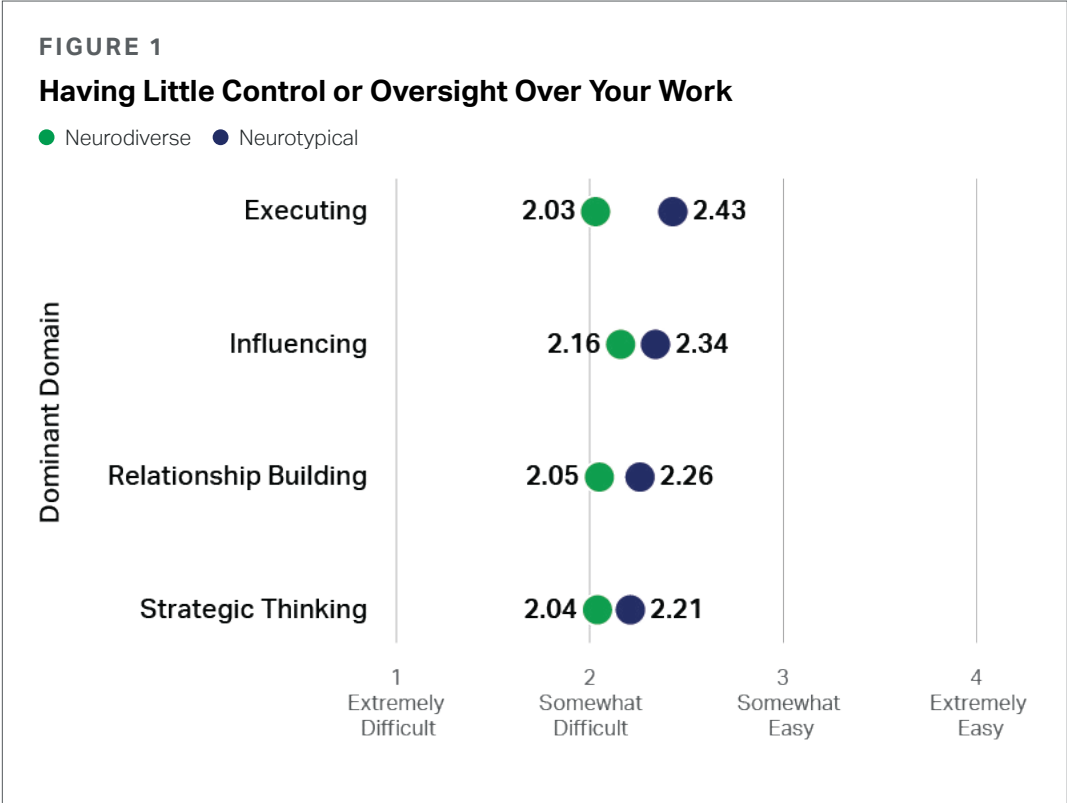 FIGURE 1
Having Little Control or Oversight Over Your Work
Neurodiverse Neurotypical
Dominant Domain
Executing 2.03 2.43
Influencing 2.16 2.34
Relationship Building 2.05 2.26
Strategic Thinking 2.04 2.21
1 2 3 4
Extremely Somewhat Somewhat Extremely
Difficult Difficult Easy Easy